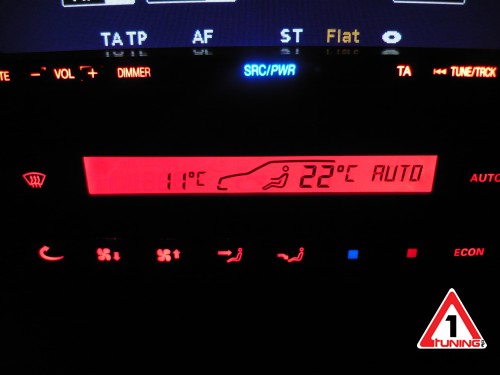 TA TP AF ST Flat
TE − VOL + DIMMER SRC/PWR TA TUNE/TRCK
11°C 22°C AUTO
AUTO
ECON
1
TUNING